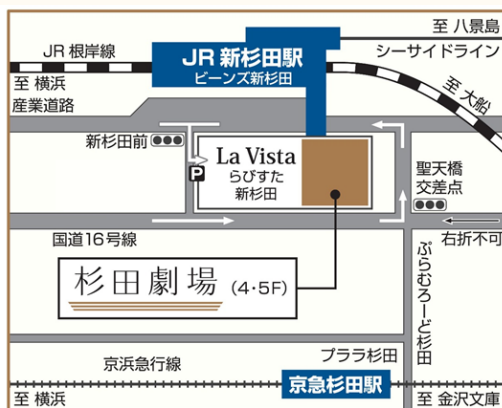 至 八景島
JR 根岸線
JR 新杉田駅
ビーンズ新杉田
シーサイドライン
至 横浜
至 大船
産業道路
新杉田前
P
La Vista
らびすた
新杉田
聖天橋
交差点
国道16号線
右折不可
杉田劇場 (4・5F)
ぷらむろーど杉田
プララ杉田
京浜急行線
京急杉田駅
至 横浜
至 金沢文庫